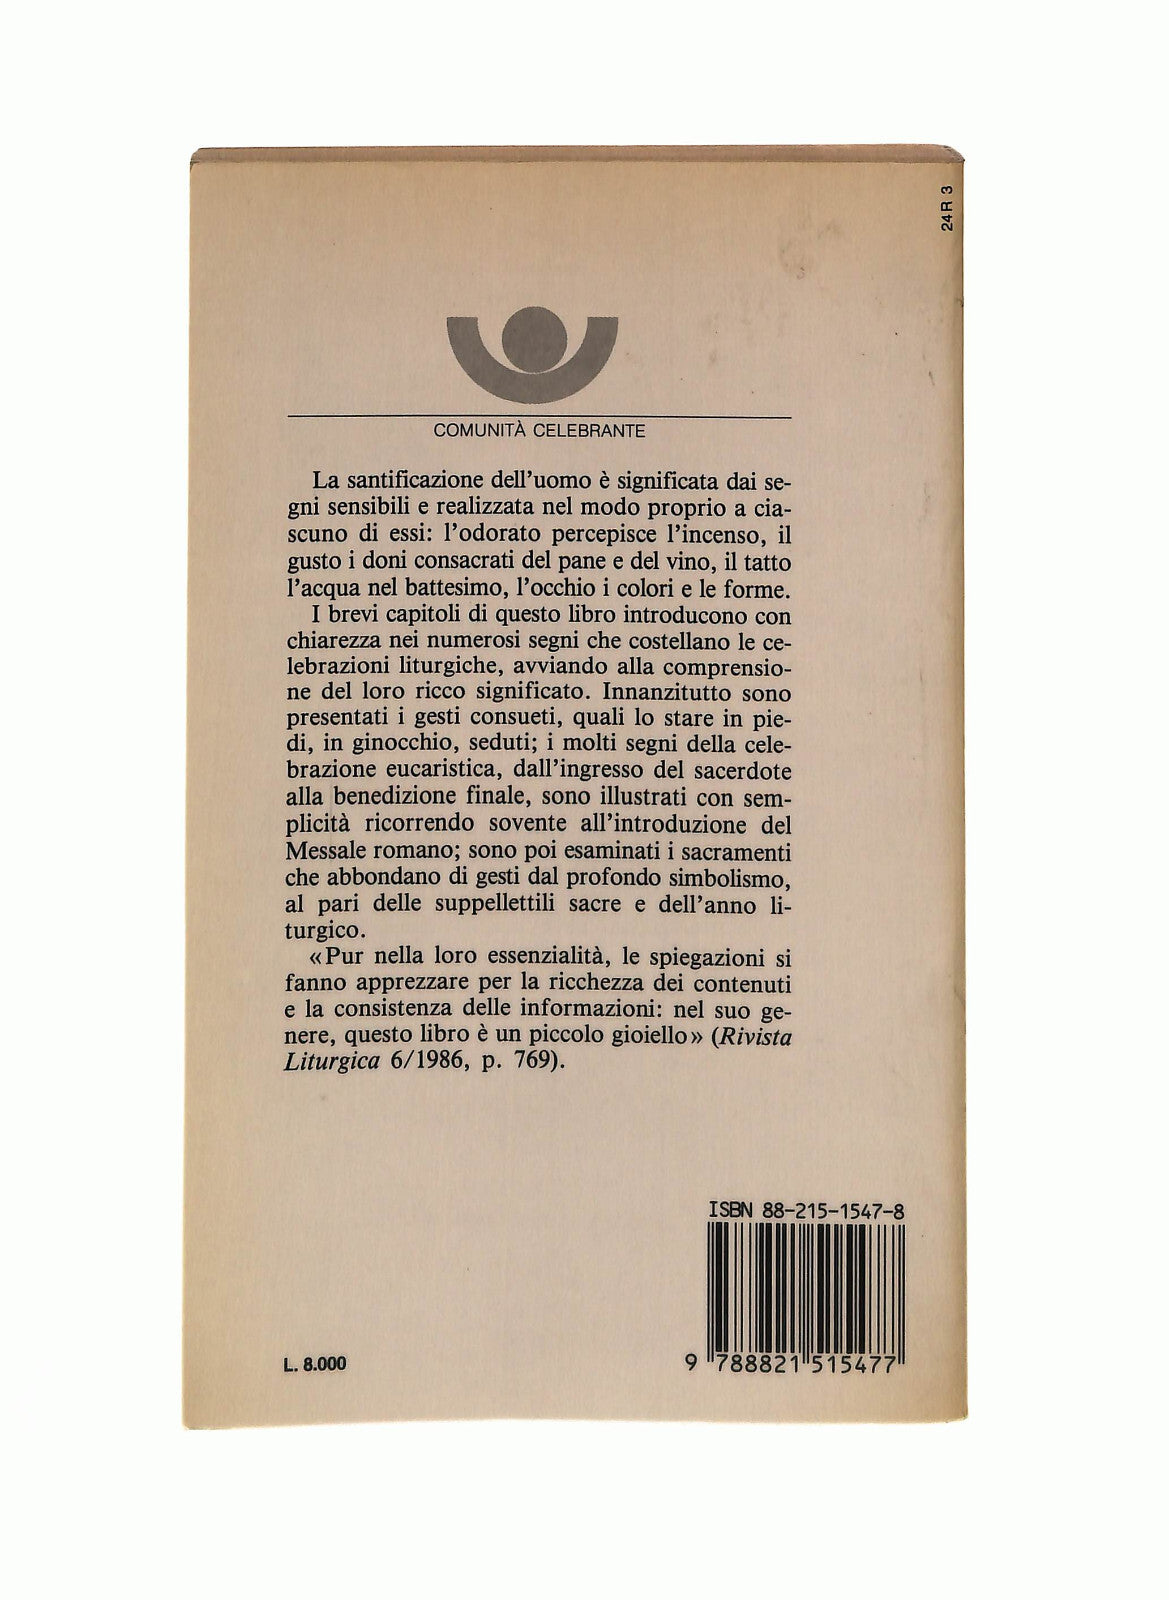 24 R 3
COMUNITÀ CELEBRANTE
La santificazione dell'uomo è significata dai se-
gni sensibili e realizzata nel modo proprio a cia-
scuno di essi: l'odorato percepisce l'incenso, il
gusto i doni consacrati del pane e del vino, il tatto
l'acqua nel battesimo, l'occhio i colori e le forme.
I brevi capitoli di questo libro introducono con
chiarezza nei numerosi segni che costellano le ce-
lebrazioni liturgiche, avviando alla comprensio-
ne del loro ricco significato. Innanzitutto sono
presentati i gesti consueti, quali lo stare in pie-
di, in ginocchio, seduti; i molti segni della cele-
brazione eucaristica, dall'ingresso del sacerdote
alla benedizione finale, sono illustrati con sem-
plicità ricorrendo sovente all'introduzione del
Messale romano; sono poi esaminati i sacramenti
che abbondano di gesti dal profondo simbolismo,
al pari delle suppellettili sacre e dell'anno li-
turgico.
«Pur nella loro essenzialità, le spiegazioni si
fanno apprezzare per la ricchezza dei contenuti
e la consistenza delle informazioni: nel suo ge-
nere, questo libro è un piccolo gioiello» (Rivista
Liturgica 6/1986, p. 769).
ISBN 88-215-1547-8
9 788821 515477
L. 8.000